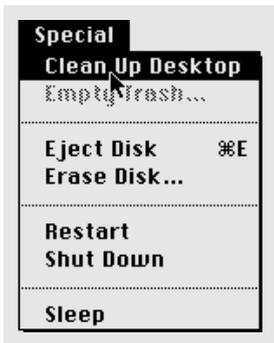 Special
Clean Up Desktop
Empty Trash...
Eject Disk ⌘E
Erase Disk...
Restart
Shut Down
Sleep